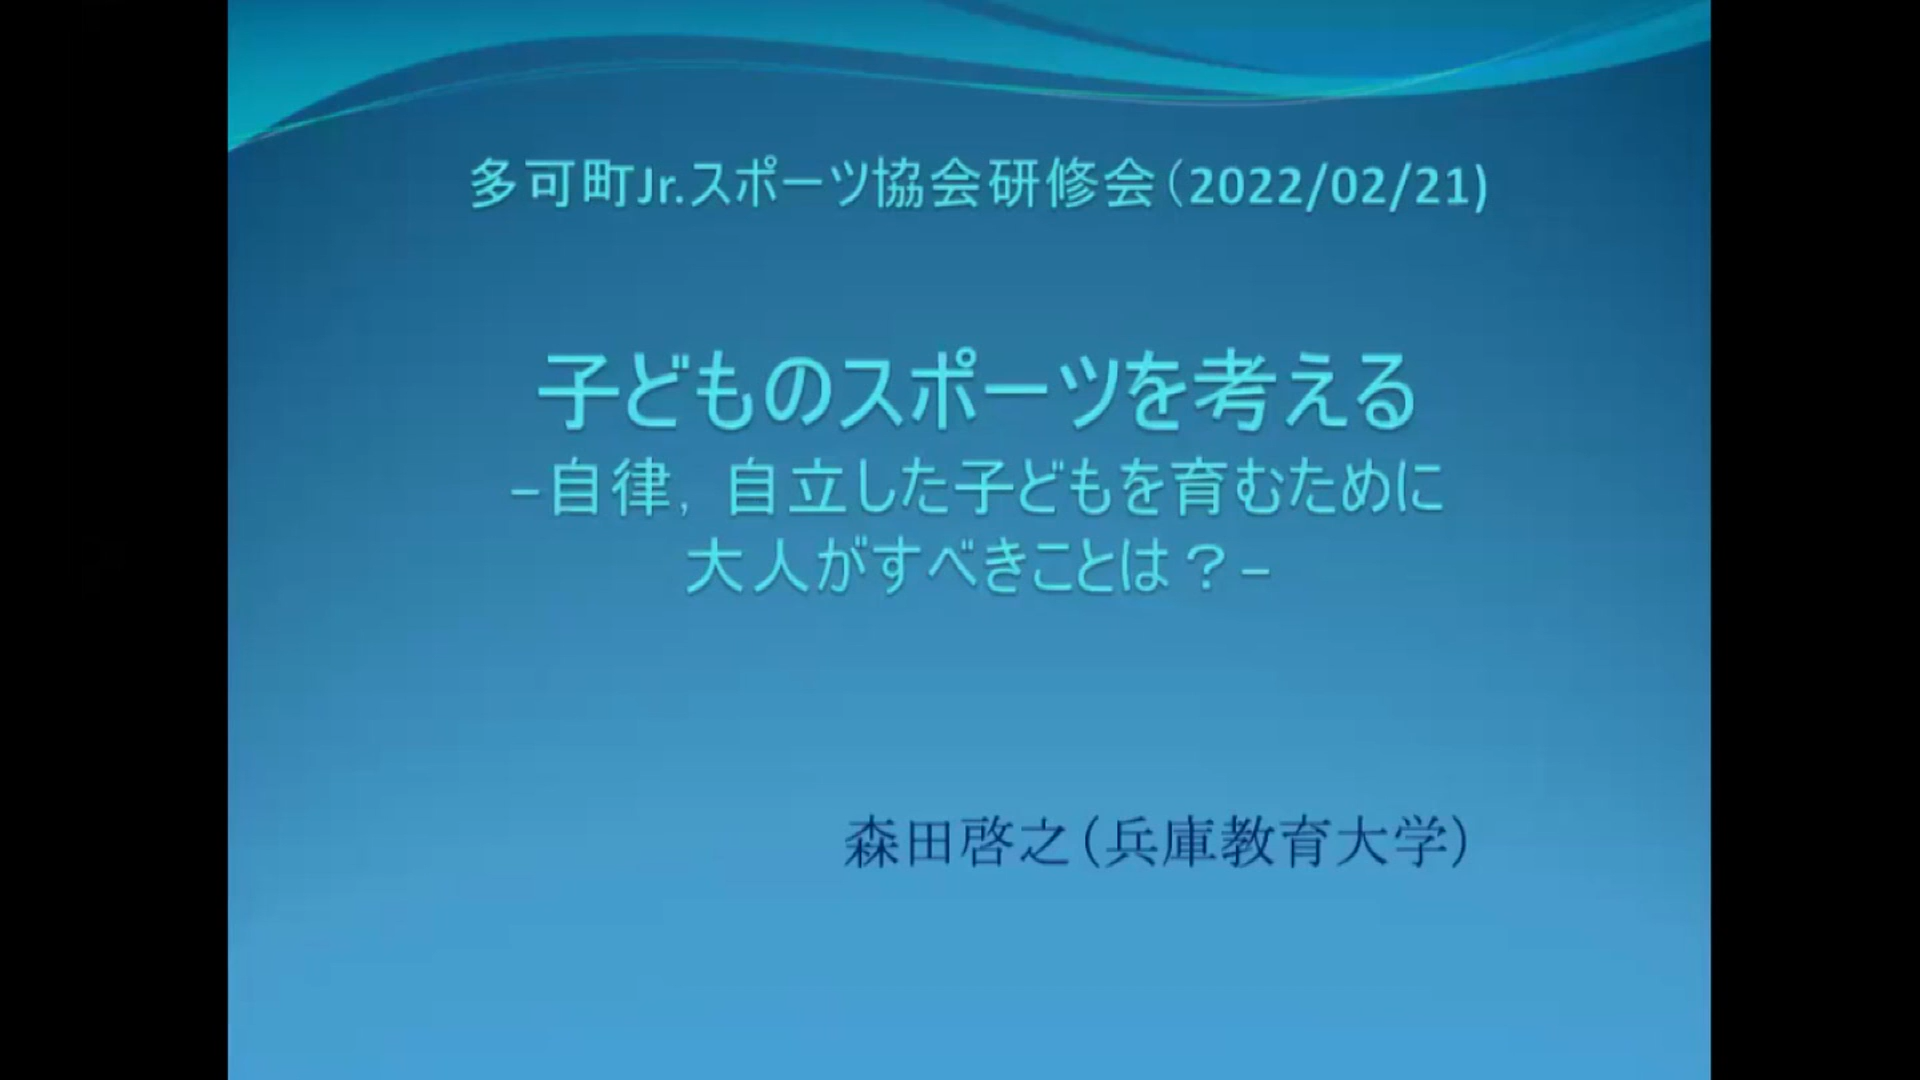 多可町Jr.スポーツ協会研修会（2022/02/21)
子どものスポーツを考える
–自律，自立した子どもを育むために
大人がすべきことは？–
森田啓之（兵庫教育大学）